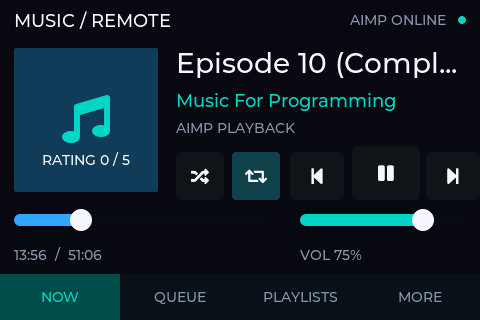 MUSIC / REMOTE
AIMP ONLINE
Episode 10 (Compl...
Music For Programming
AIMP PLAYBACK
RATING 0 / 5
13:56 / 51:06
VOL 75%
NOW
QUEUE
PLAYLISTS
MORE